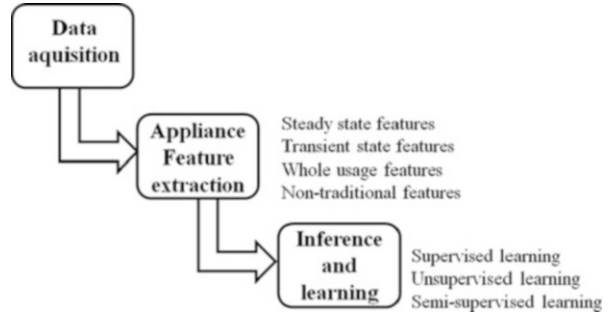 Data
aquisition
Appliance
Feature
extraction
Steady state features
Transient state features
Whole usage features
Non-traditional features
Inference
and
learning
Supervised learning
Unsupervised learning
Semi-supervised learning